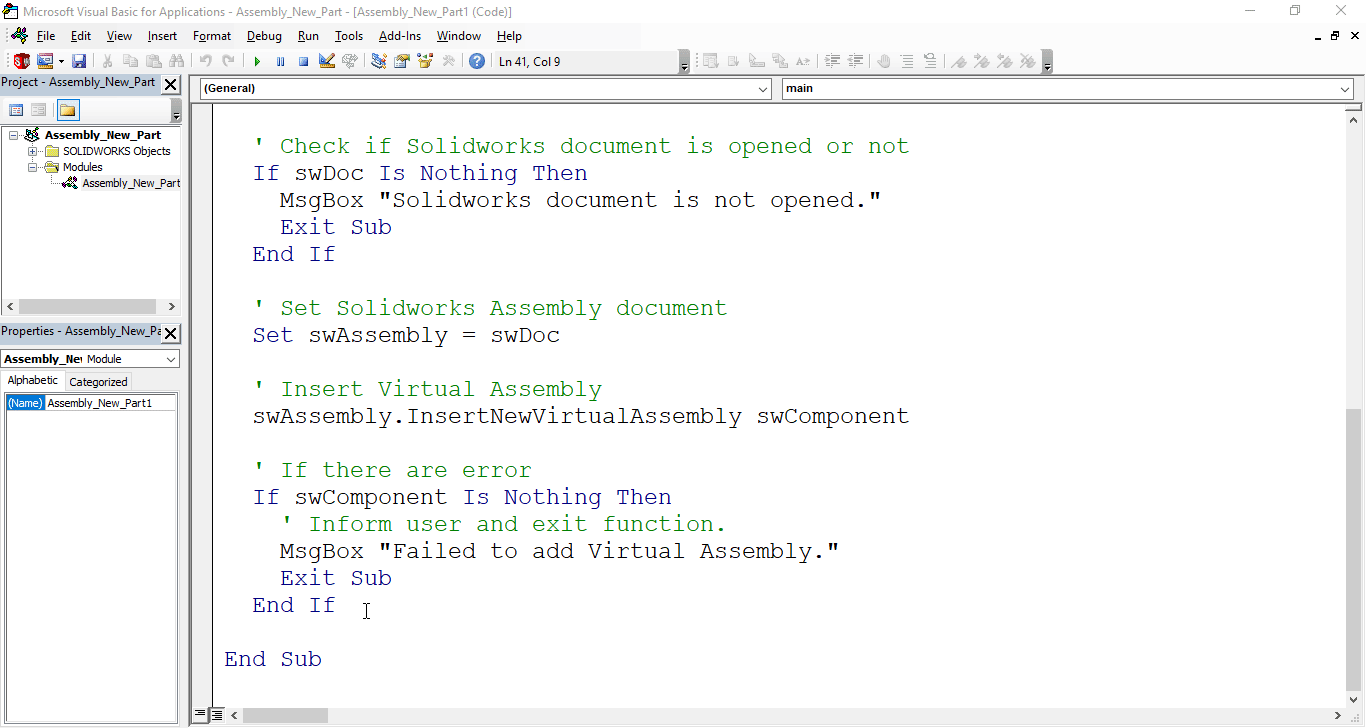 Microsoft Visual Basic for Applications - Assembly_New_Part - [Assembly_New_Part1 (Code)]
File Edit View Insert Format Debug Run Tools Add-Ins Window Help
Ln 41, Col 9
Project - Assembly_New_Part
Assembly_New_Part
SOLIDWORKS Objects
Modules
Assembly_New_Part
Properties - Assembly_New_Pa
Assembly_Nev Module
Alphabetic Categorized
(Name) Assembly_New_Part1
(General) main
' Check if Solidworks document is opened or not
If swDoc Is Nothing Then
MsgBox "Solidworks document is not opened."
Exit Sub
End If
' Set Solidworks Assembly document
Set swAssembly = swDoc
' Insert Virtual Assembly
swAssembly.InsertNewVirtualAssembly swComponent
' If there are error
If swComponent Is Nothing Then
' Inform user and exit function.
MsgBox "Failed to add Virtual Assembly."
Exit Sub
End If
End Sub